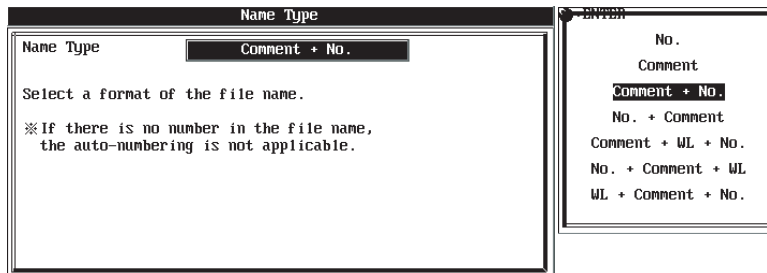 Name Type
Name Type Comment + No.
Select a format of the file name.
※If there is no number in the file name,
the auto-numbering is not applicable.
ENTER
No.
Comment
Comment + No.
No. + Comment
Comment + WL + No.
No. + Comment + WL
WL + Comment + No.